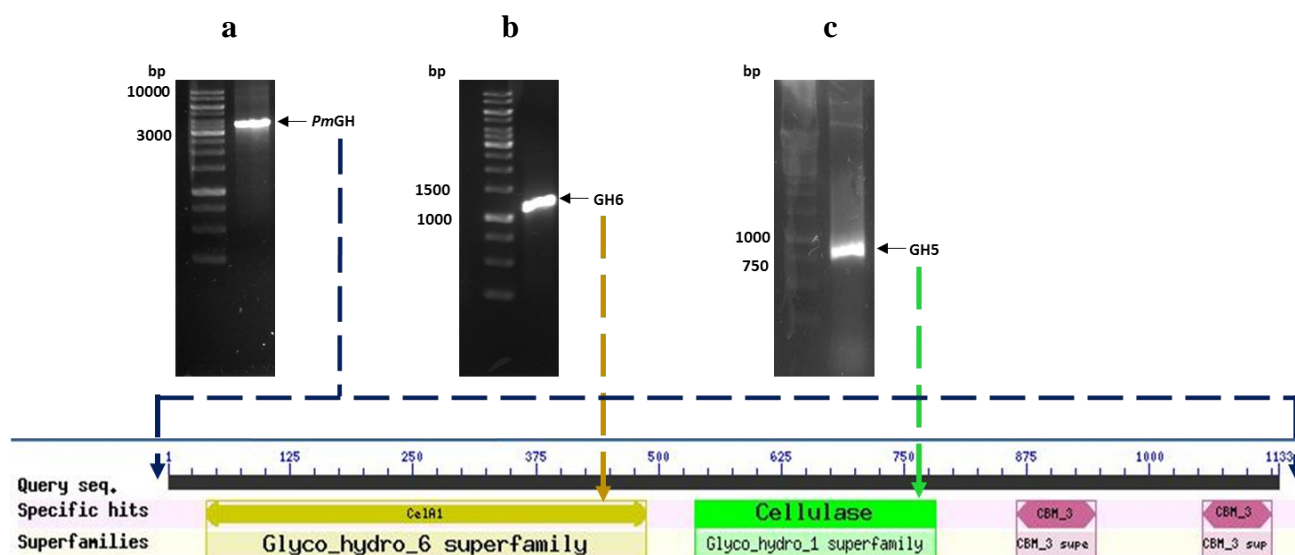 a b c
bp bp bp
10000
PmGH
3000
1500
GH6
1000
1000
GH5
750
1 125 250 375 500 625 750 875 1000 1133
Query seq.
Specific hits CelA1 Cellulase CBM_3 CBM_3
Superfamilies Glyco_hydro_6 superfamily Glyco_hydro_1 superfamily CBM_3 supe CBM_3 sup